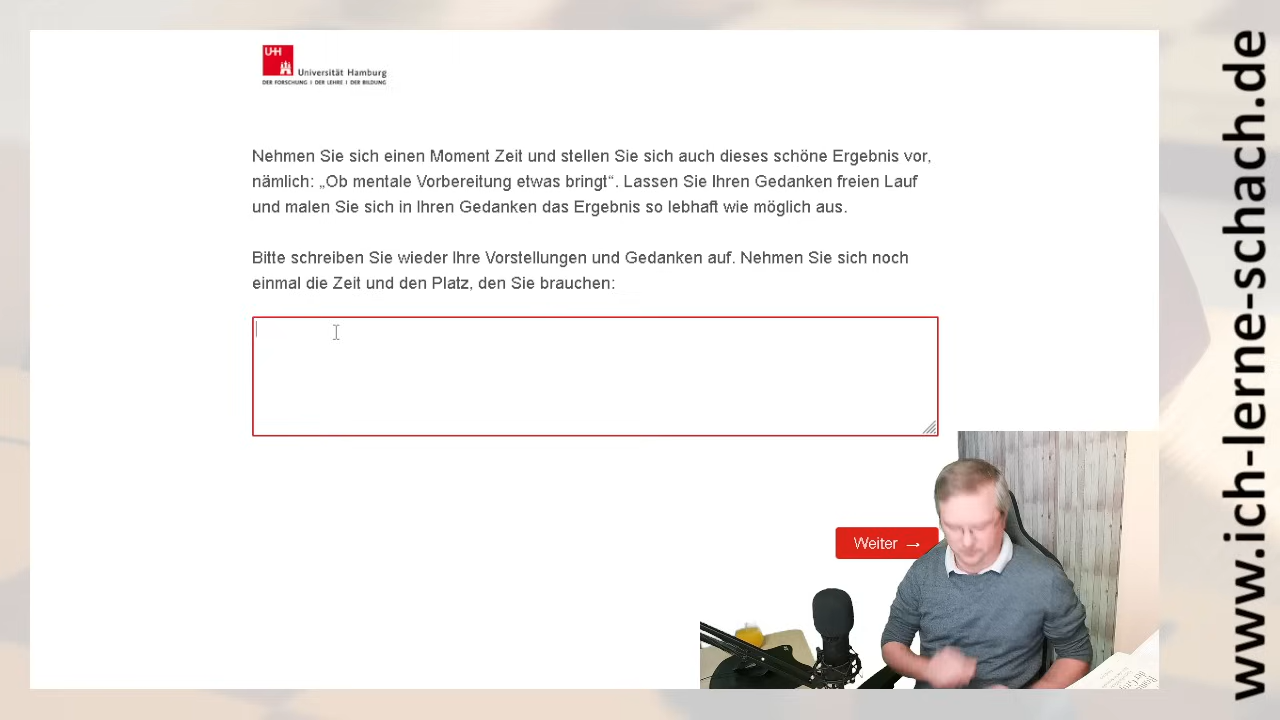 UHH
Universität Hamburg
DER FORSCHUNG | DER LEHRE | DER BILDUNG
Nehmen Sie sich einen Moment Zeit und stellen Sie sich auch dieses schöne Ergebnis vor,
nämlich: „Ob mentale Vorbereitung etwas bringt“. Lassen Sie Ihren Gedanken freien Lauf
und malen Sie sich in Ihren Gedanken das Ergebnis so lebhaft wie möglich aus.
Bitte schreiben Sie wieder Ihre Vorstellungen und Gedanken auf. Nehmen Sie sich noch
einmal die Zeit und den Platz, den Sie brauchen:
Weiter →
www.ich-lerne-schach.de